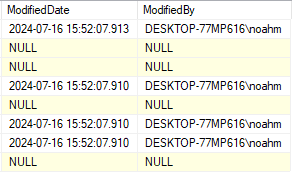 ModifiedDate ModifiedBy
2024-07-16 15:52:07.913 DESKTOP-77MP616\noahm
NULL NULL
NULL NULL
2024-07-16 15:52:07.910 DESKTOP-77MP616\noahm
NULL NULL
2024-07-16 15:52:07.910 DESKTOP-77MP616\noahm
2024-07-16 15:52:07.910 DESKTOP-77MP616\noahm
NULL NULL